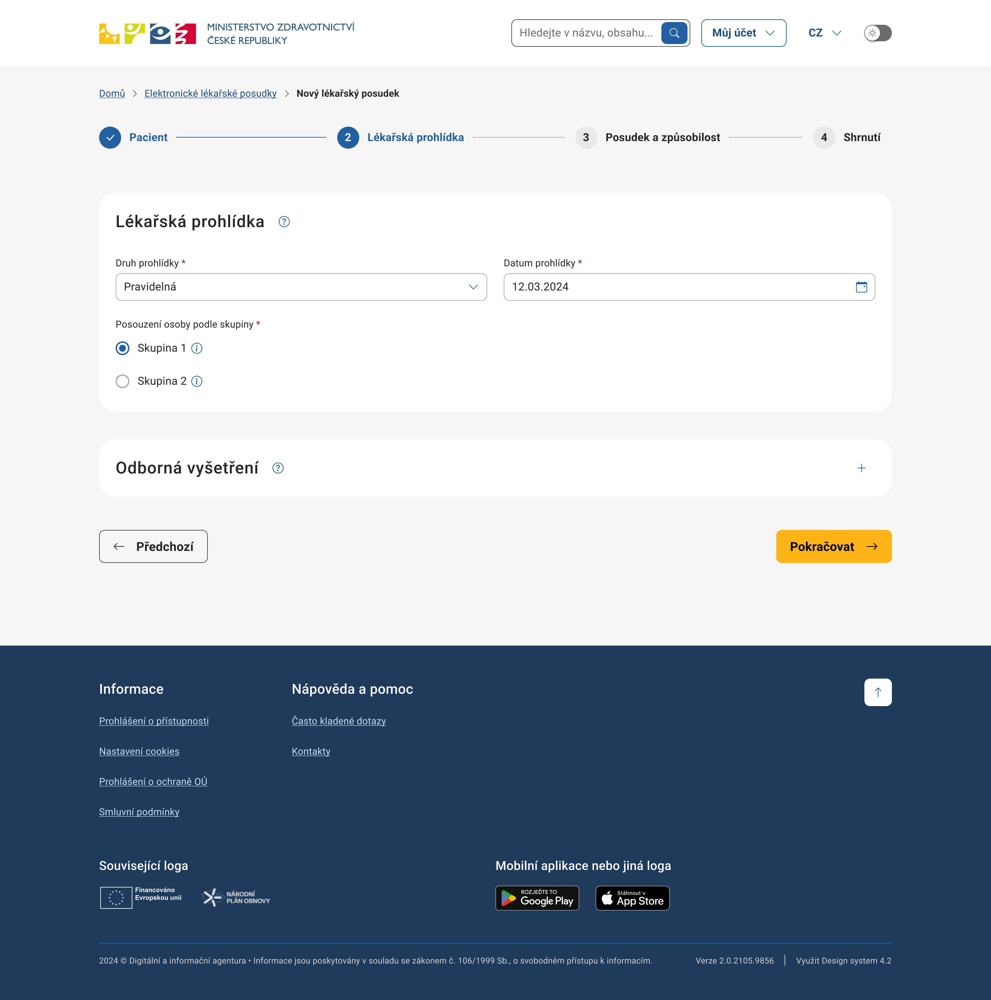 MINISTERSTVO ZDRAVOTNICTVÍ
ČESKÉ REPUBLIKY
Hledejte v názvu, obsahu...
Můj účet
CZ
Domů
Elektronické lékařské posudky
Nový lékařský posudek
Pacient
2 Lékařská prohlídka
3 Posudek a způsobilost
4 Shrnutí
Lékařská prohlídka ?
Druh prohlídky *
Pravidelná
Datum prohlídky *
12.03.2024
Posouzení osoby podle skupiny *
Skupina 1 i
Skupina 2 i
Odborná vyšetření ?
Předchozí
Pokračovat
Informace
Prohlášení o přístupnosti
Nastavení cookies
Prohlášení o ochraně OÚ
Smluvní podmínky
Nápověda a pomoc
Často kladené dotazy
Kontakty
Související loga
Financováno
Evropskou unií
NÁRODNÍ
PLÁN OBNOVY
Mobilní aplikace nebo jiná loga
ROZJEĎTE TO
Google Play
Stáhnout v
App Store
2024 © Digitální a informační agentura • Informace jsou poskytovány v souladu se zákonem č. 106/1999 Sb., o svobodném přístupu k informacím.
Verze 2.0.2105.9856
Využit Design system 4.2